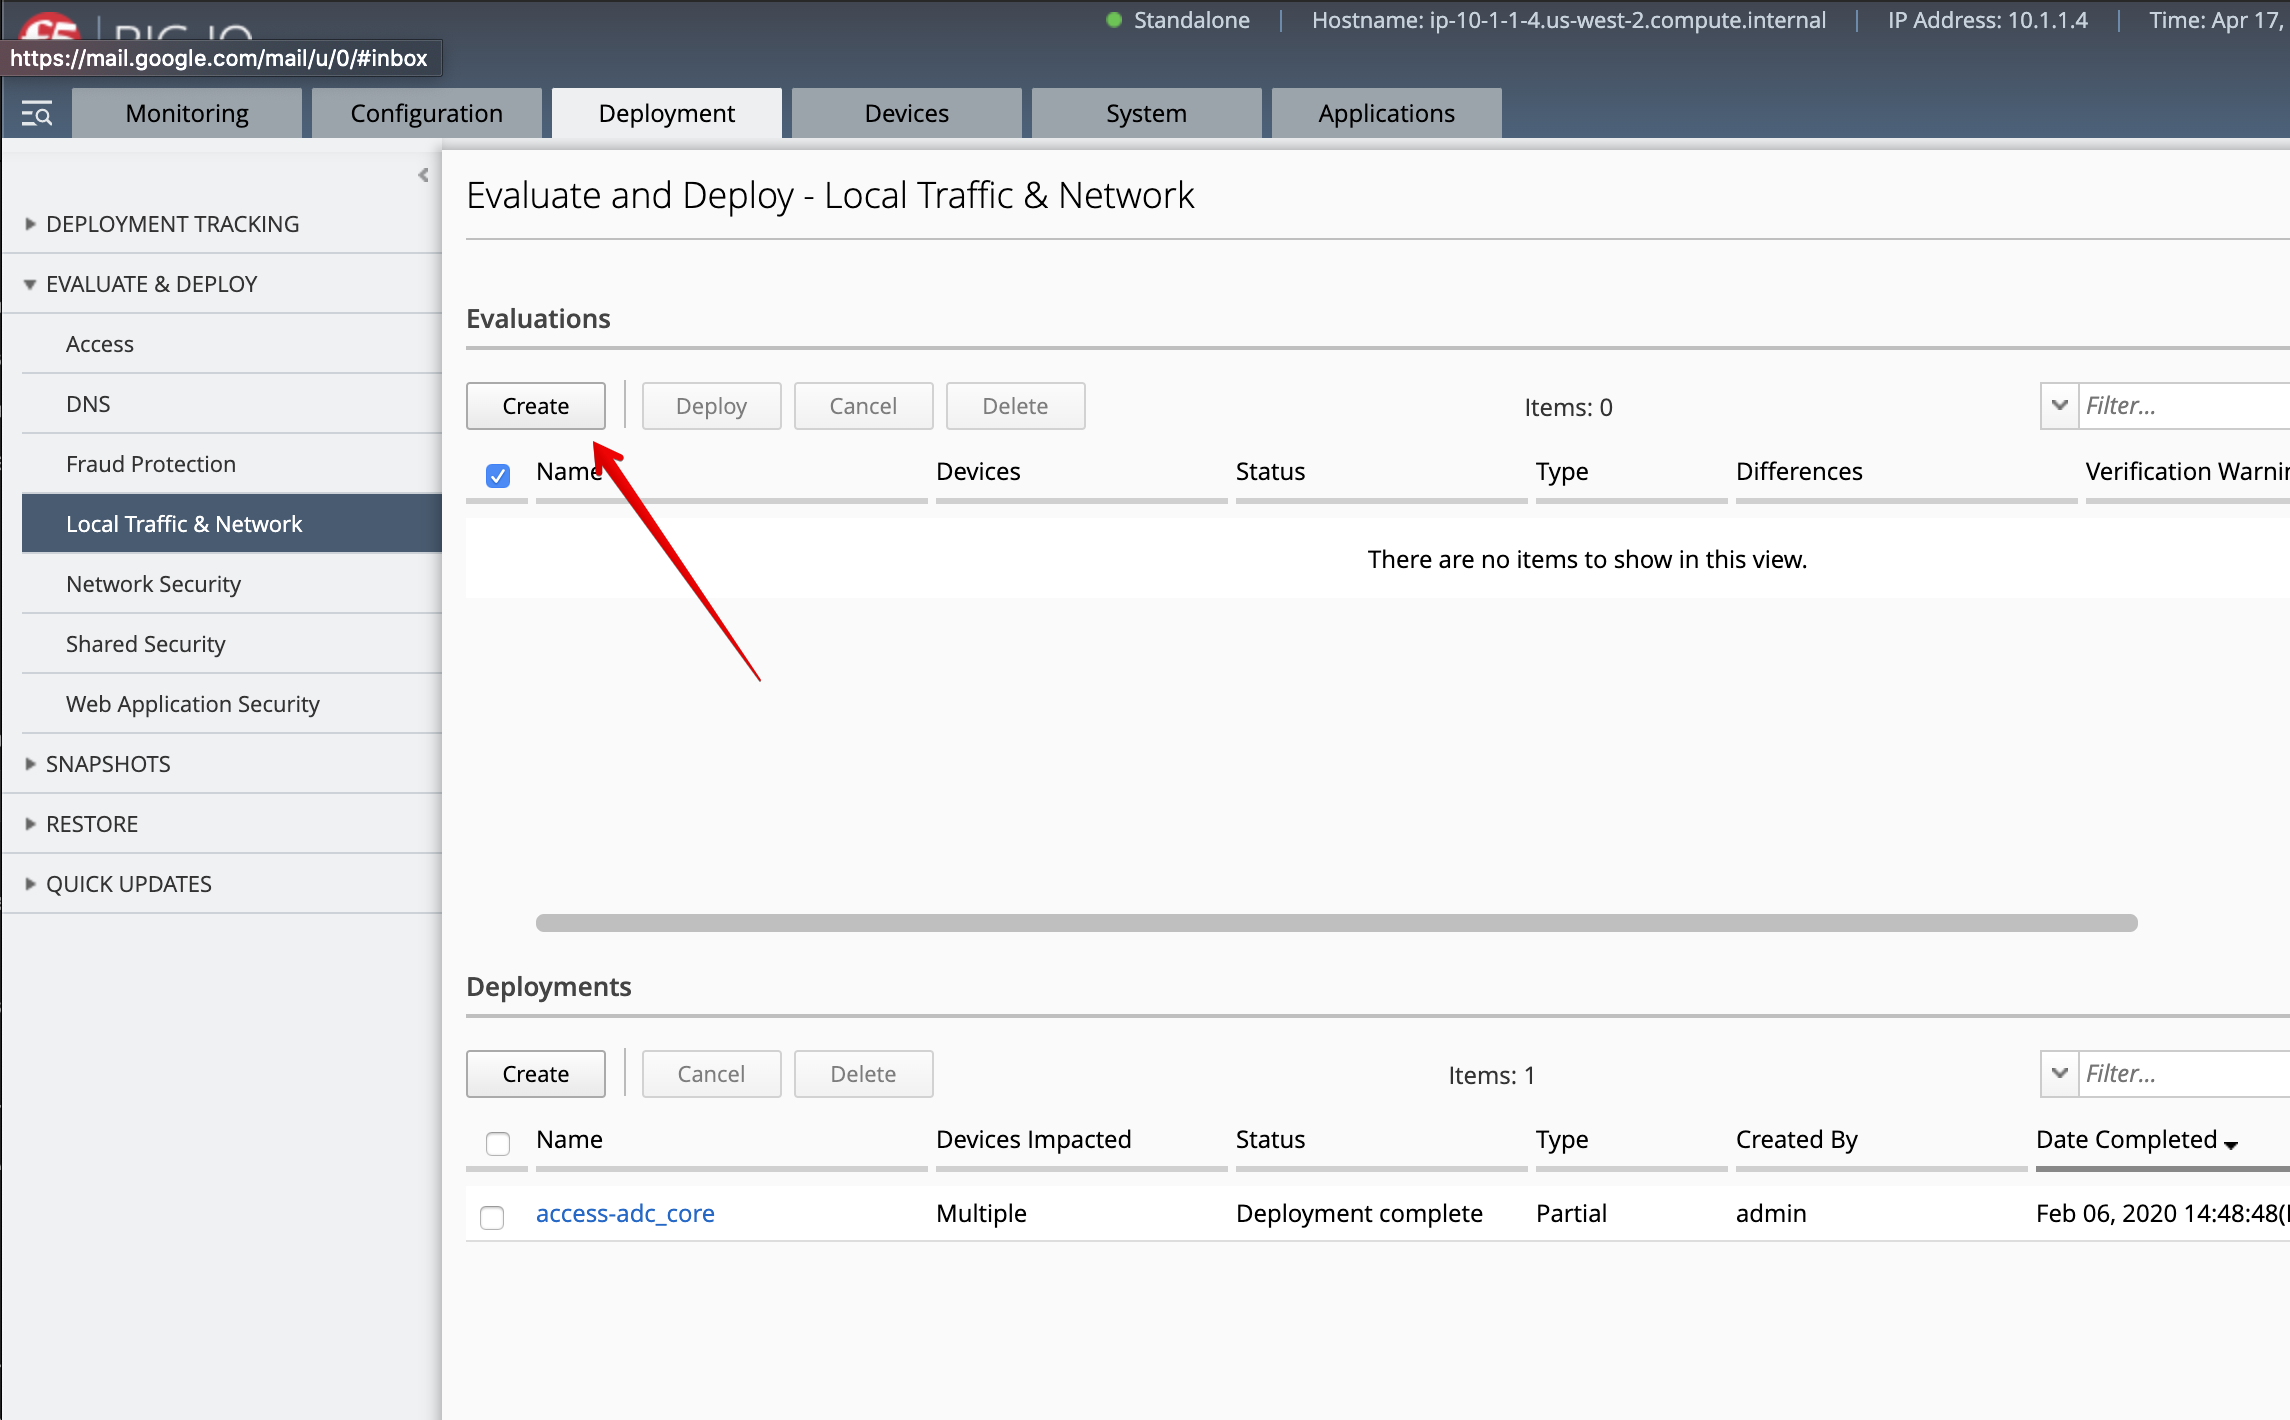 Standalone | Hostname: ip-10-1-1-4.us-west-2.compute.internal | IP Address: 10.1.1.4 | Time: Apr 17,
https://mail.google.com/mail/u/0/#inbox
Monitoring Configuration Deployment Devices System Applications
DEPLOYMENT TRACKING
EVALUATE & DEPLOY
Access
DNS
Fraud Protection
Local Traffic & Network
Network Security
Shared Security
Web Application Security
SNAPSHOTS
RESTORE
QUICK UPDATES
Evaluate and Deploy - Local Traffic & Network
Evaluations
Create Deploy Cancel Delete Items: 0 Filter...
Name Devices Status Type Differences Verification
There are no items to show in this view.
Deployments
Create Cancel Delete Items: 1 Filter...
Name Devices Impacted Status Type Created By Date Completed
access-adc_core Multiple Deployment complete Partial admin Feb 06, 2020 14:48:48